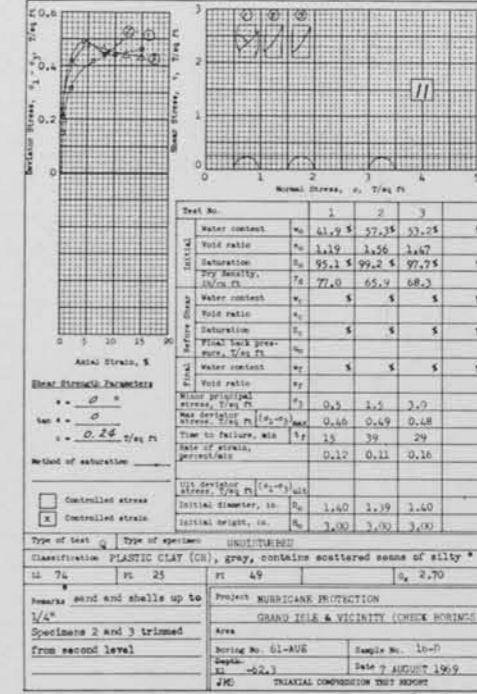 Deviator Stress, σ1 - σ3, T/sq ft
0.6
0.4
0.2
0
0 5 10 15 20
Axial Strain, %
Shear Stress, τ, T/sq ft
3
2
1
0
0 1 2 3 4 5
Normal Stress, σ, T/sq ft
① ② ③
11
Test No. 1 2 3
Initial
Water content w₀ 41.9 % 57.3% 53.2%
Void ratio e₀ 1.19 1.56 1.47
Saturation S₀ 95.1 % 99.2 % 97.7%
Dry density, lb/cu ft γd 77.0 65.9 68.3
Before Shear
Water content wc % % %
Void ratio ec
Saturation Sc % % %
Final back pressure, T/sq ft u₀
Final
Water content wf % % %
Void ratio ef
Minor principal stress, T/sq ft σ3 0.5 1.5 3.0
Max deviator stress, T/sq ft (σ1-σ3)max 0.46 0.49 0.48
Time to failure, min tf 15 39 29
Rate of strain, percent/min 0.12 0.11 0.16
Ult deviator stress, T/sq ft (σ1-σ3)ult
Initial diameter, in. D₀ 1.40 1.39 1.40
Initial height, in. H₀ 3.00 3.00 3.00
Shear Strength Parameters
φ = 0 °
tan φ = 0
c = 0.24 T/sq ft
Method of saturation
Controlled stress
X Controlled strain
Type of test Q Type of specimen UNDISTURBED
Classification PLASTIC CLAY (CH), gray, contains scattered seams of silty *
LL 74 PL 25 PI 49 Gs 2.70
Remarks * sand and shells up to
1/4"
Specimens 2 and 3 trimmed
from second level
Project HURRICANE PROTECTION
GRAND ISLE & VICINITY (CHECK BORINGS)
Area
Boring No. 61-AUE Sample No. 16-D
Depth El -62.3 Date 7 AUGUST 1969
JMS TRIAXIAL COMPRESSION TEST REPORT